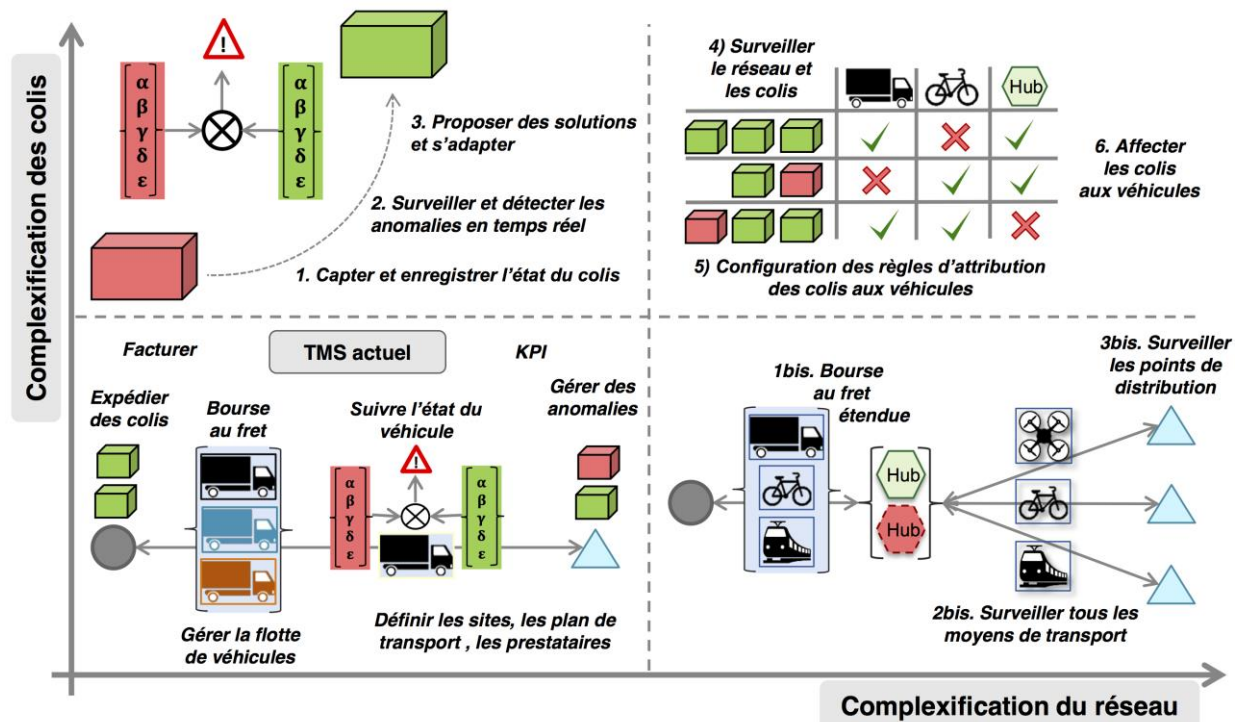 Complexification des colis
!
α
β
γ
δ
ε
α
β
γ
δ
ε
3. Proposer des solutions
et s'adapter
2. Surveiller et détecter les
anomalies en temps réel
1. Capter et enregistrer l'état du colis
4) Surveiller
le réseau et
les colis
Hub
6. Affecter
les colis
aux véhicules
5) Configuration des règles d'attribution
des colis aux véhicules
Facturer
TMS actuel
KPI
Expédier
des colis
Bourse
au fret
Suivre l'état du
véhicule
Gérer des
anomalies
!
α
β
γ
δ
ε
α
β
γ
δ
ε
Gérer la flotte
de véhicules
Définir les sites, les plan de
transport , les prestataires
1bis. Bourse
au fret
étendue
3bis. Surveiller
les points de
distribution
Hub
Hub
2bis. Surveiller tous les
moyens de transport
Complexification du réseau